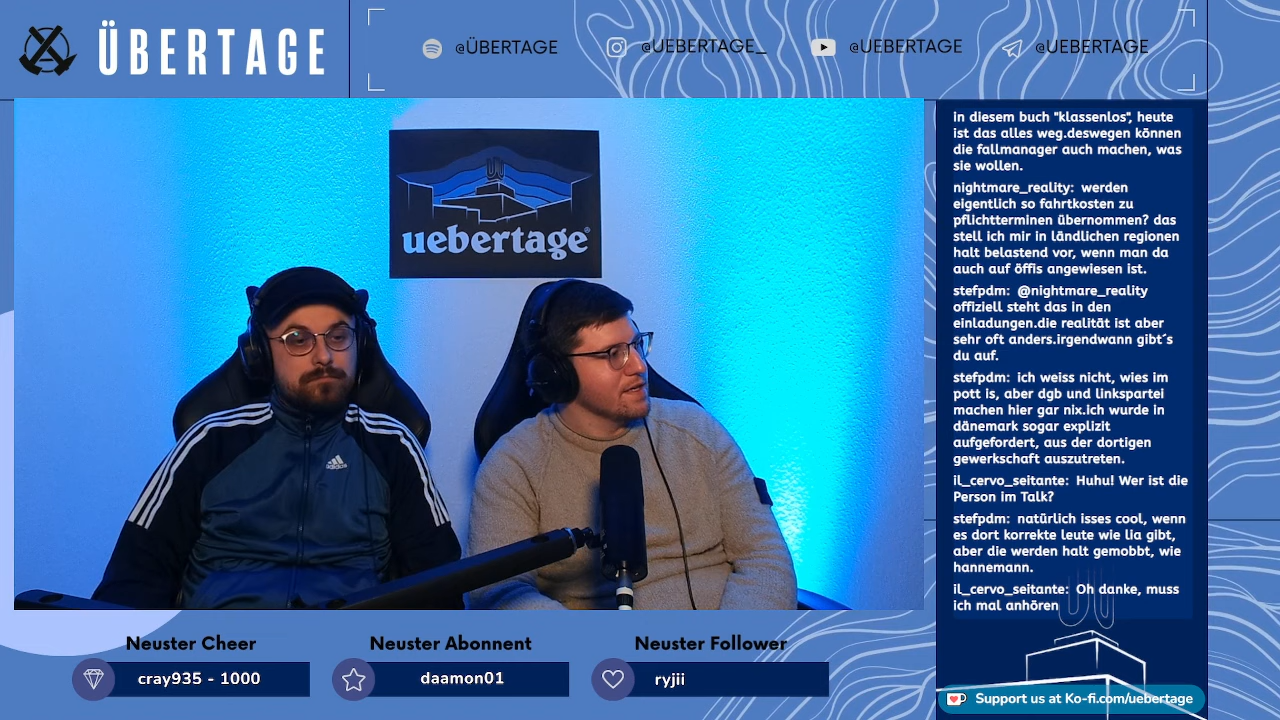 ÜBERTAGE
@ÜBERTAGE
@UEBERTAGE_
@UEBERTAGE
@UEBERTAGE
uebertage®
adidas
in diesem buch "klassenlos", heute
ist das alles weg.deswegen können
die fallmanager auch machen, was
sie wollen.
nightmare_reality: werden
eigentlich so fahrtkosten zu
pflichtterminen übernommen? das
stell ich mir in ländlichen regionen
halt belastend vor, wenn man da
auch auf öffis angewiesen ist.
stefpdm: @nightmare_reality
offiziell steht das in den
einladungen.die realität ist aber
sehr oft anders.irgendwann gibt´s
du auf.
stefpdm: ich weiss nicht, wies im
pott is, aber dgb und linkspartei
machen hier gar nix.ich wurde in
dänemark sogar explizit
aufgefordert, aus der dortigen
gewerkschaft auszutreten.
il_cervo_seitante: Huhu! Wer ist die
Person im Talk?
stefpdm: natürlich isses cool, wenn
es dort korrekte leute wie lia gibt,
aber die werden halt gemobbt, wie
hannemann.
il_cervo_seitante: Oh danke, muss
ich mal anhören
Neuster Cheer
cray935 - 1000
Neuster Abonnent
daamon01
Neuster Follower
ryjii
Support us at Ko-fi.com/uebertage